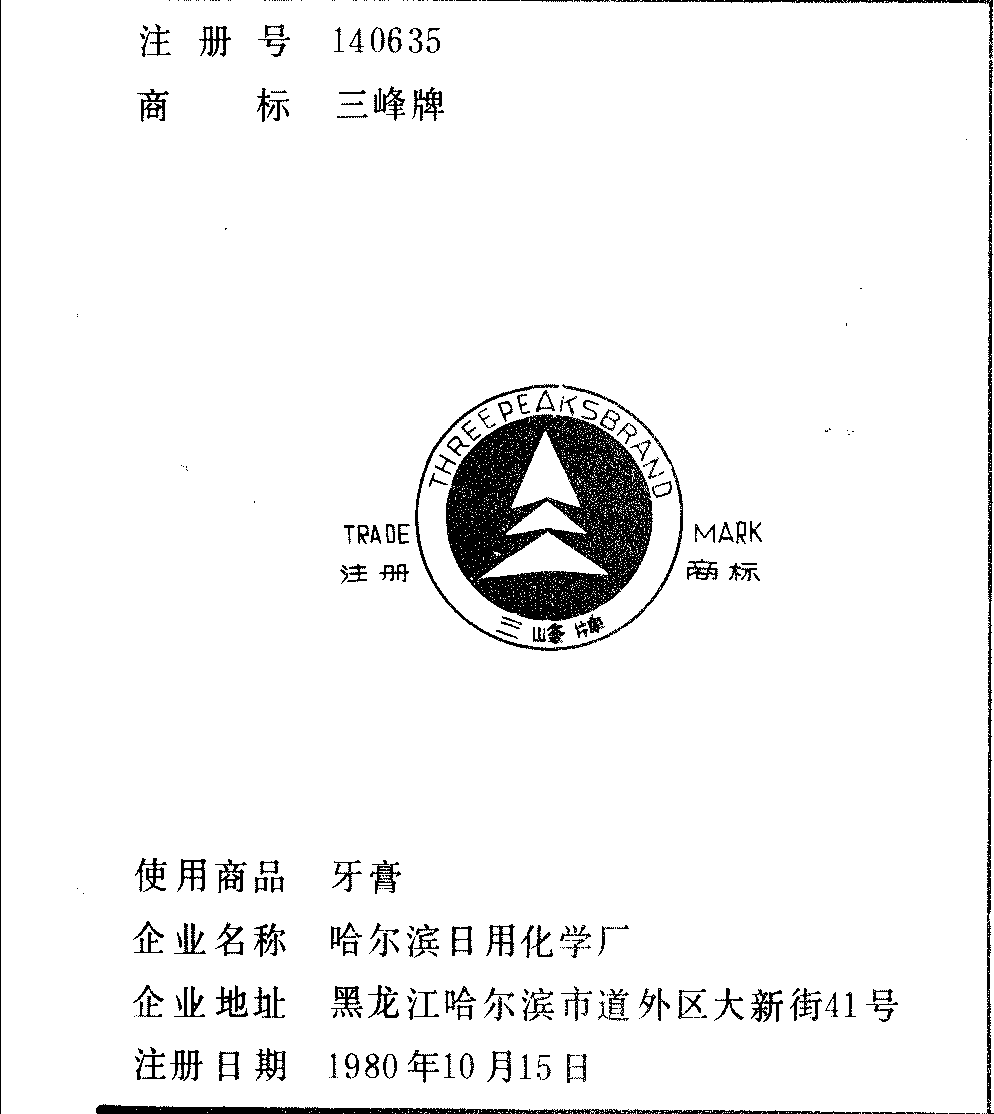 注册号 140635
商标 三峰牌
THREEPEAKSBRAND
TRADE MARK
注册 商标
三峰牌
使用商品 牙膏
企业名称 哈尔滨日用化学厂
企业地址 黑龙江哈尔滨市道外区大新街41号
注册日期 1980年10月15日